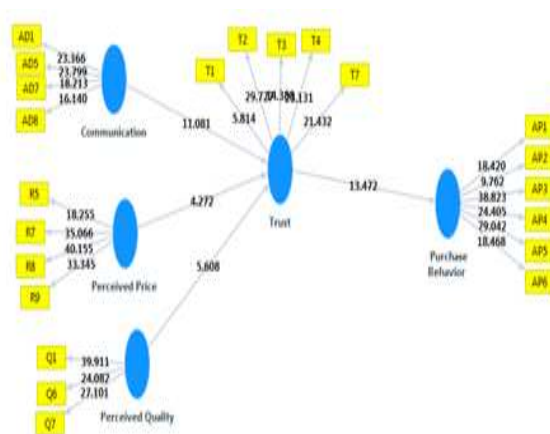 AD1
AD5
AD7
AD8
23.366
23.799
18.213
16.140
Communication
11.081
T1
T2
T3
T4
T7
5.814
21.432
Trust
13.472
R5
R7
R8
R9
18.255
35.066
40.155
33.345
Perceived Price
4.272
Q1
Q6
Q7
39.911
24.082
27.101
Perceived Quality
5.608
AP1
AP2
AP3
AP4
AP5
AP6
18.420
9.762
38.823
24.405
29.042
18.468
Purchase
Behavior